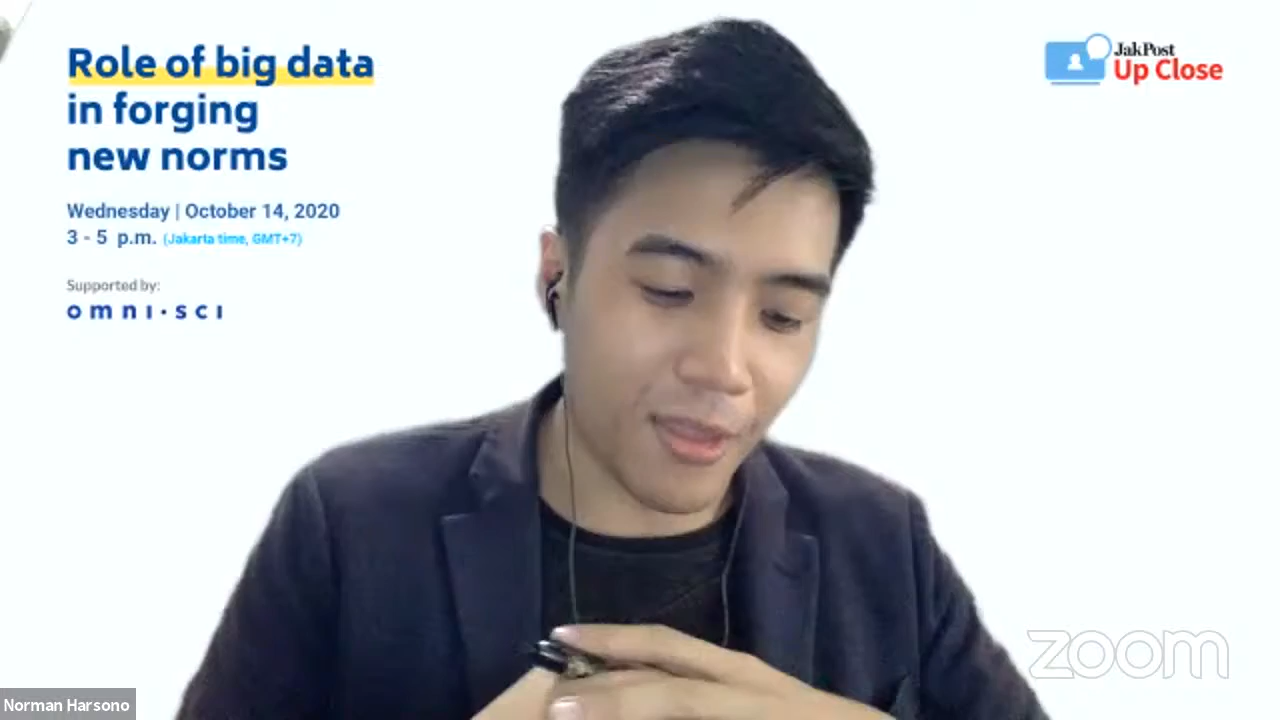 Role of big data
in forging
new norms
Wednesday | October 14, 2020
3 - 5 p.m. (Jakarta time, GMT+7)
Supported by:
omni·sci
JakPost
Up Close
zoom
Norman Harsono